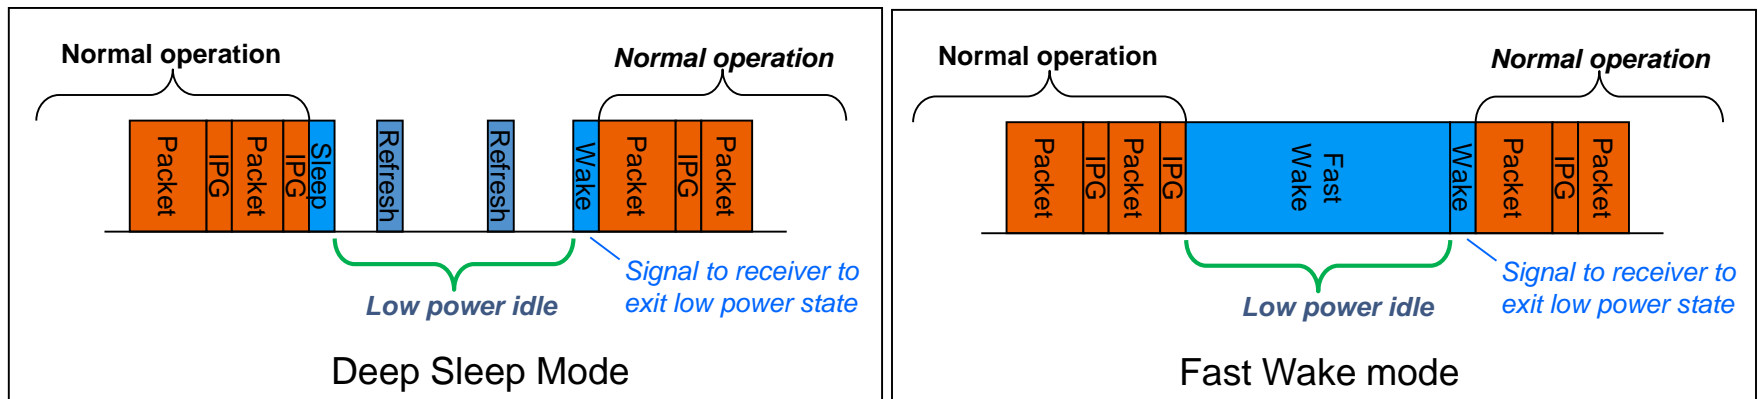 Normal operation
Normal operation
Packet
IPG
Packet
IPG
Sleep
Refresh
Refresh
Wake
Packet
IPG
Packet
Low power idle
Signal to receiver to
exit low power state
Deep Sleep Mode
Normal operation
Normal operation
Packet
IPG
Packet
IPG
Fast
Wake
Wake
Packet
IPG
Packet
Low power idle
Signal to receiver to
exit low power state
Fast Wake mode